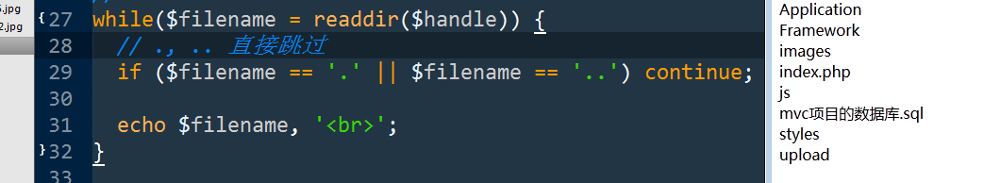 .jpg
2.jpg
27 while($filename = readdir($handle)) {
28 // ., .. 直接跳过
29 if ($filename == '.' || $filename == '..') continue;
30
31 echo $filename, '<br>';
32 }
33
Application
Framework
images
index.php
js
mvc项目的数据库.sql
styles
upload